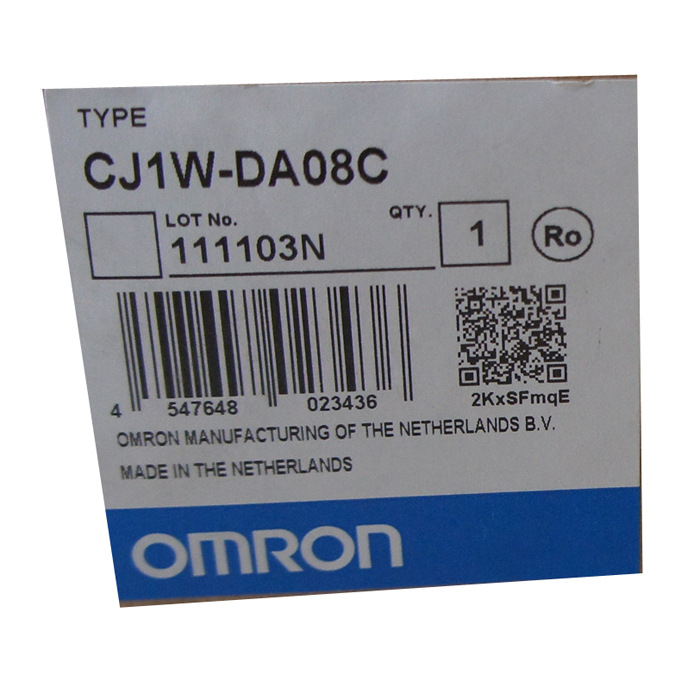 TYPE
CJ1W-DA08C
LOT No.
QTY.
111103N
1
Ro
4 547648 023436
2KxSFmqE
OMRON MANUFACTURING OF THE NETHERLANDS B.V.
MADE IN THE NETHERLANDS
OMRON